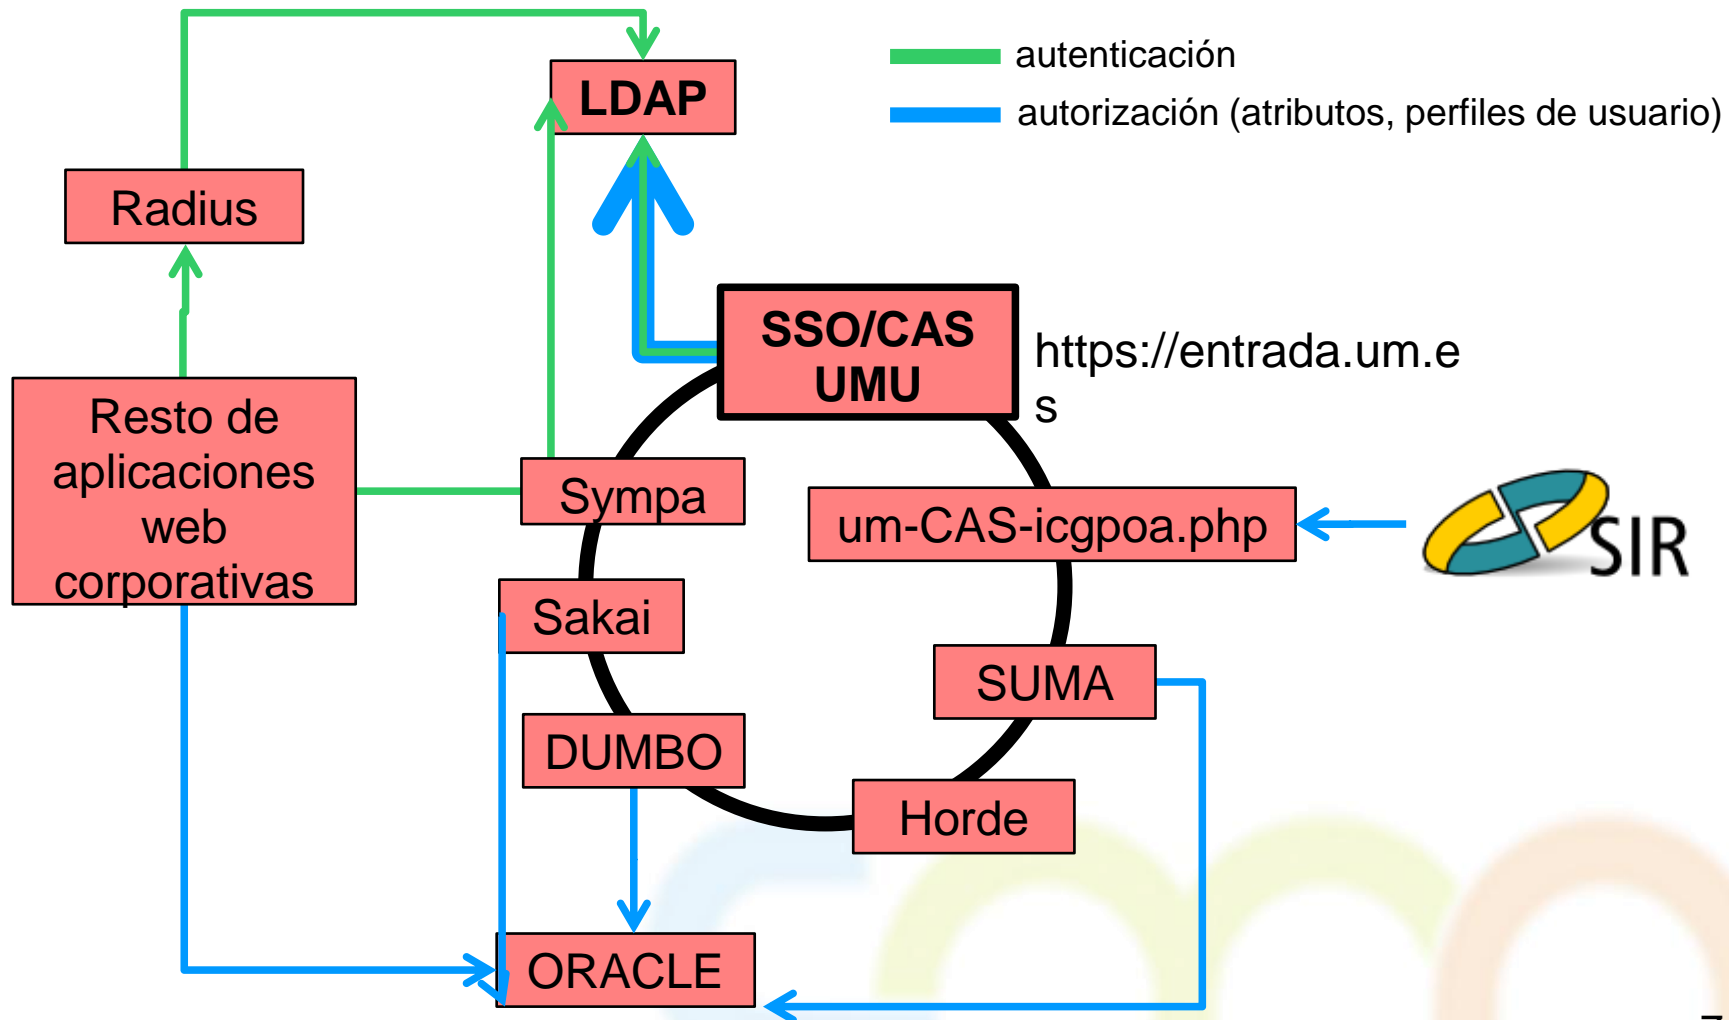 autenticación
LDAP
autorización (atributos, perfiles de usuario)
Radius
SSO/CAS
UMU
https://entrada.um.e
s
Resto de
aplicaciones
web
corporativas
Sympa
um-CAS-icgpoa.php
SIR
Sakai
SUMA
DUMBO
Horde
ORACLE